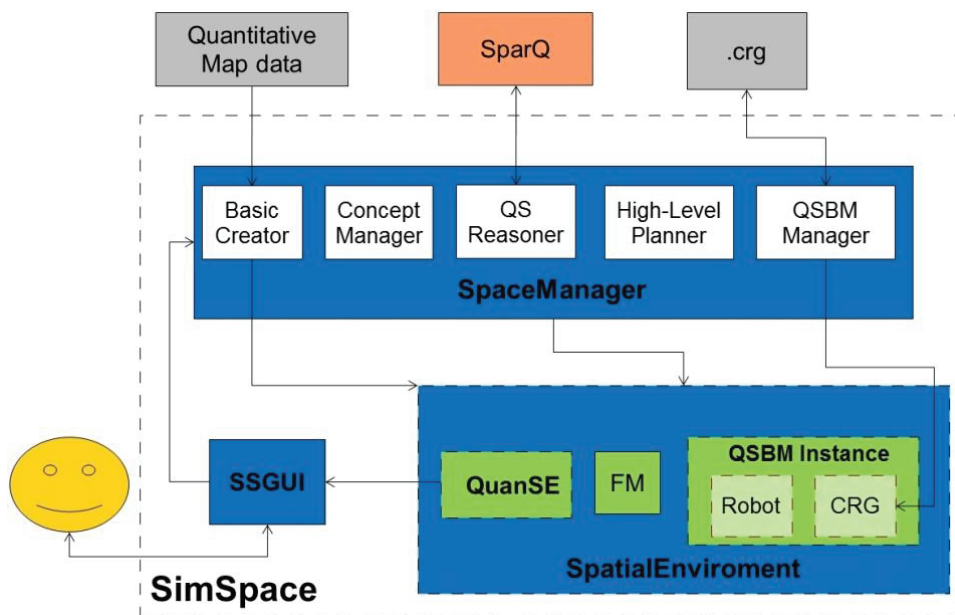 Quantitative
Map data
SparQ
.crg
Basic
Creator
Concept
Manager
QS
Reasoner
High-Level
Planner
QSBM
Manager
SpaceManager
SSGUI
QuanSE
FM
QSBM Instance
Robot
CRG
SpatialEnviroment
SimSpace